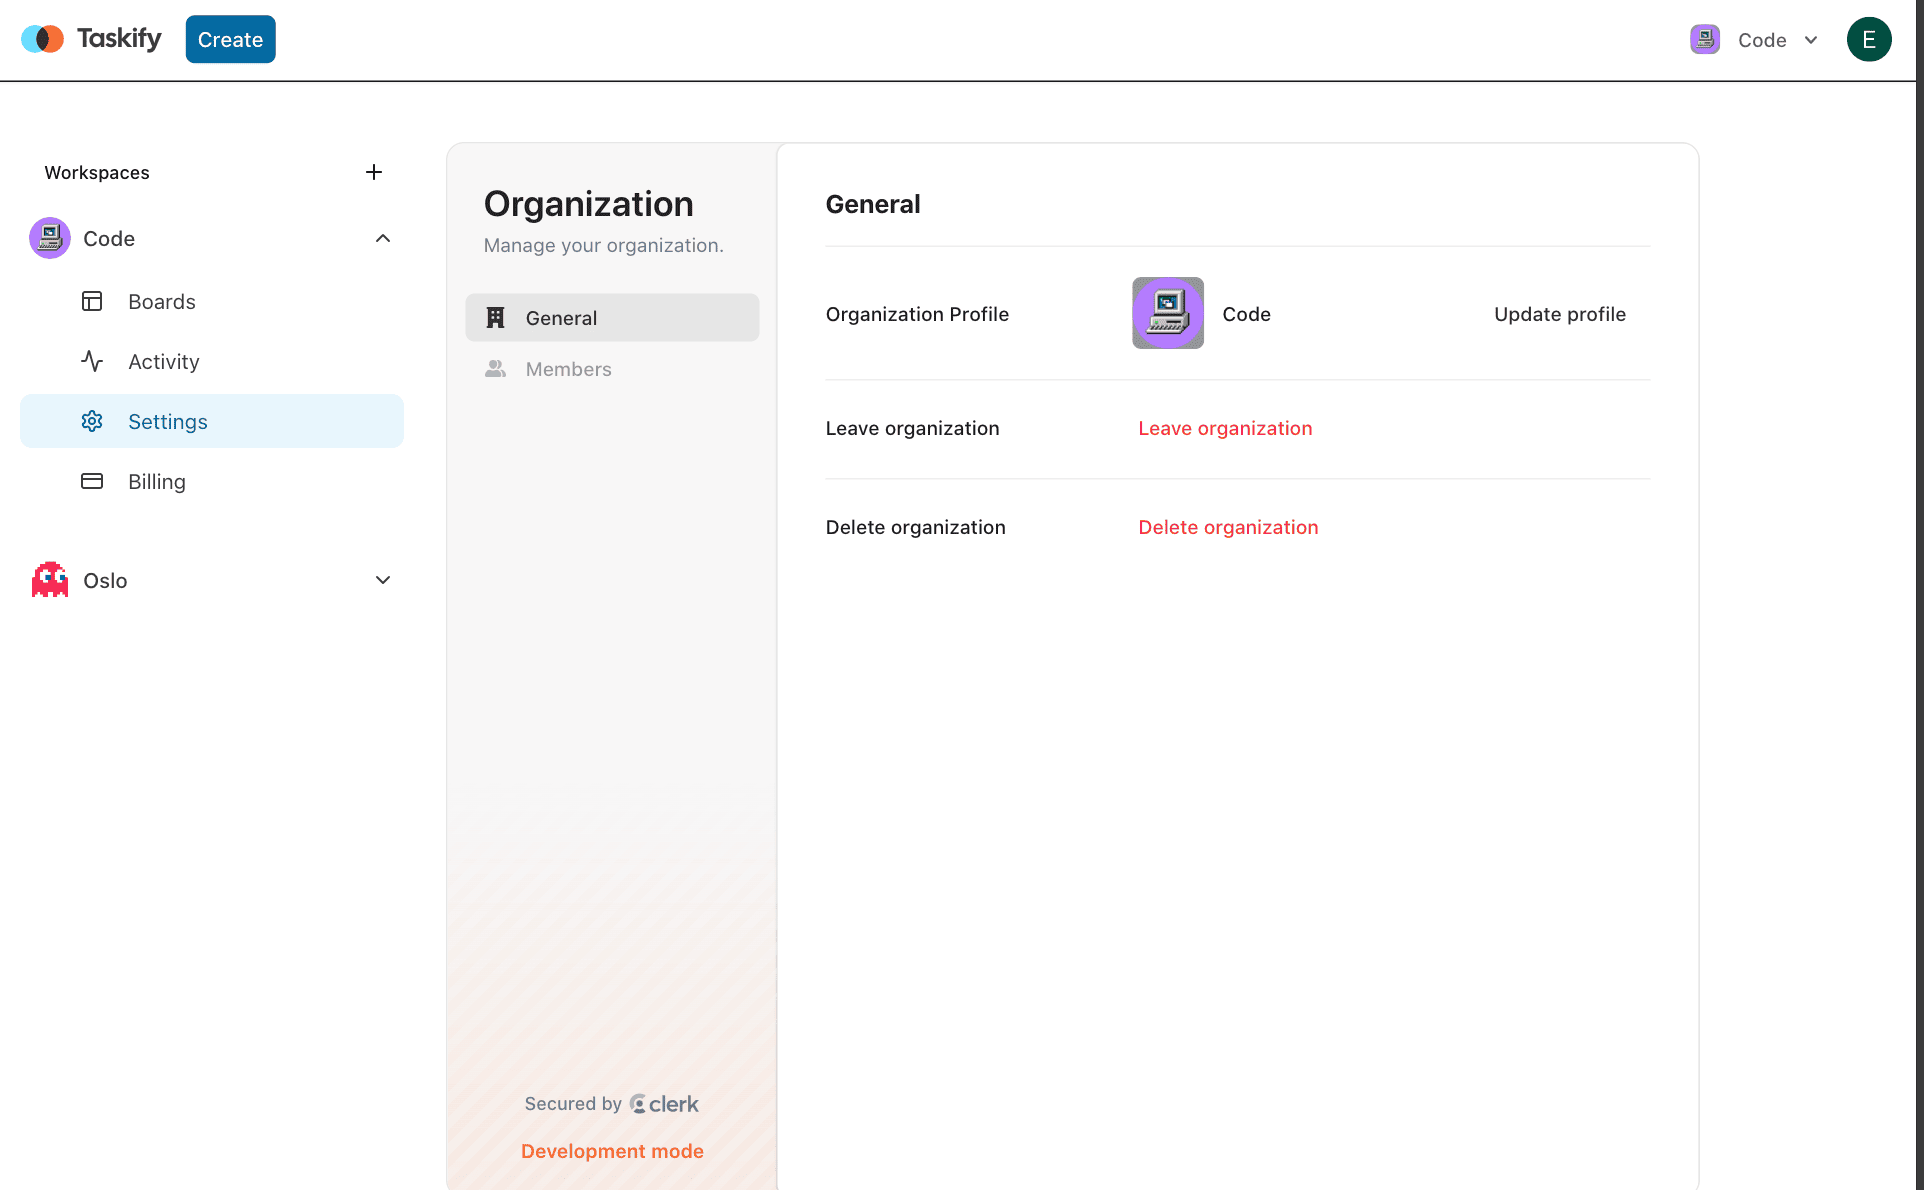 Taskify
Create
Code
E
Workspaces
Code
Boards
Activity
Settings
Billing
Oslo
Organization
Manage your organization.
General
Members
Secured by clerk
Development mode
General
Organization Profile
Code
Update profile
Leave organization
Leave organization
Delete organization
Delete organization